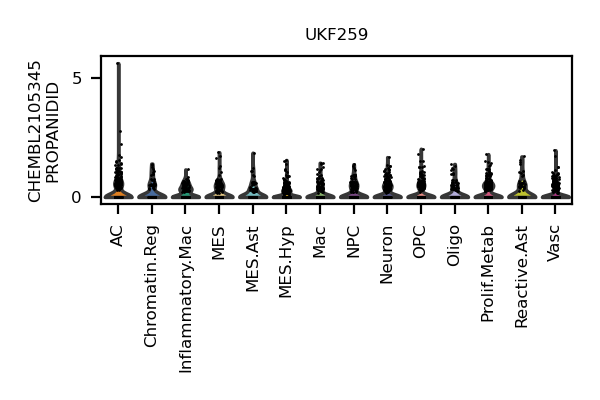 UKF259
CHEMBL2105345
PROPANIDID
5
0
AC
Chromatin.Reg
Inflammatory.Mac
MES
MES.Ast
MES.Hyp
Mac
NPC
Neuron
OPC
Oligo
Prolif.Metab
Reactive.Ast
Vasc